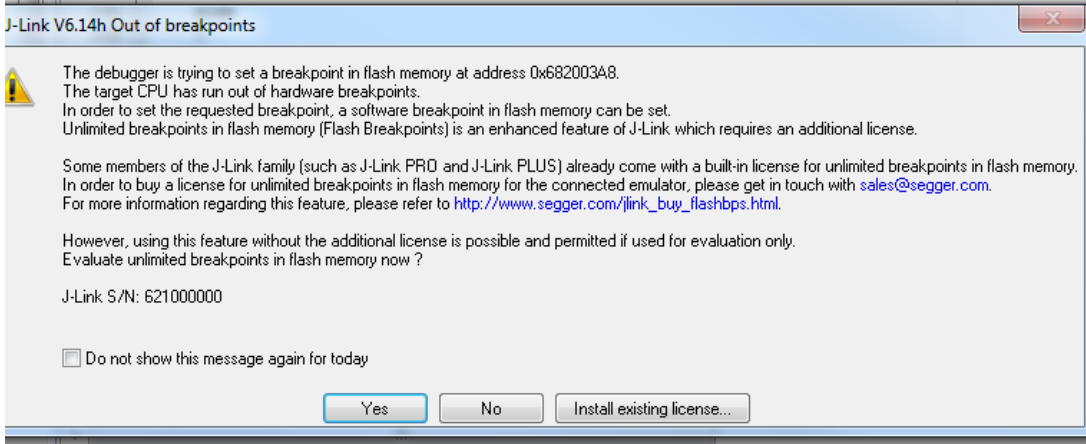 J-Link V6.14h Out of breakpoints
The debugger is trying to set a breakpoint in flash memory at address 0x682003A8.
The target CPU has run out of hardware breakpoints.
In order to set the requested breakpoint, a software breakpoint in flash memory can be set.
Unlimited breakpoints in flash memory (Flash Breakpoints) is an enhanced feature of J-Link which requires an additional license.
Some members of the J-Link family (such as J-Link PRO and J-Link PLUS) already come with a built-in license for unlimited breakpoints in flash memory.
In order to buy a license for unlimited breakpoints in flash memory for the connected emulator, please get in touch with sales@segger.com.
For more information regarding this feature, please refer to http://www.segger.com/jlink_buy_flashbps.html.
However, using this feature without the additional license is possible and permitted if used for evaluation only.
Evaluate unlimited breakpoints in flash memory now ?
J-Link S/N: 621000000
Do not show this message again for today
Yes No Install existing license...